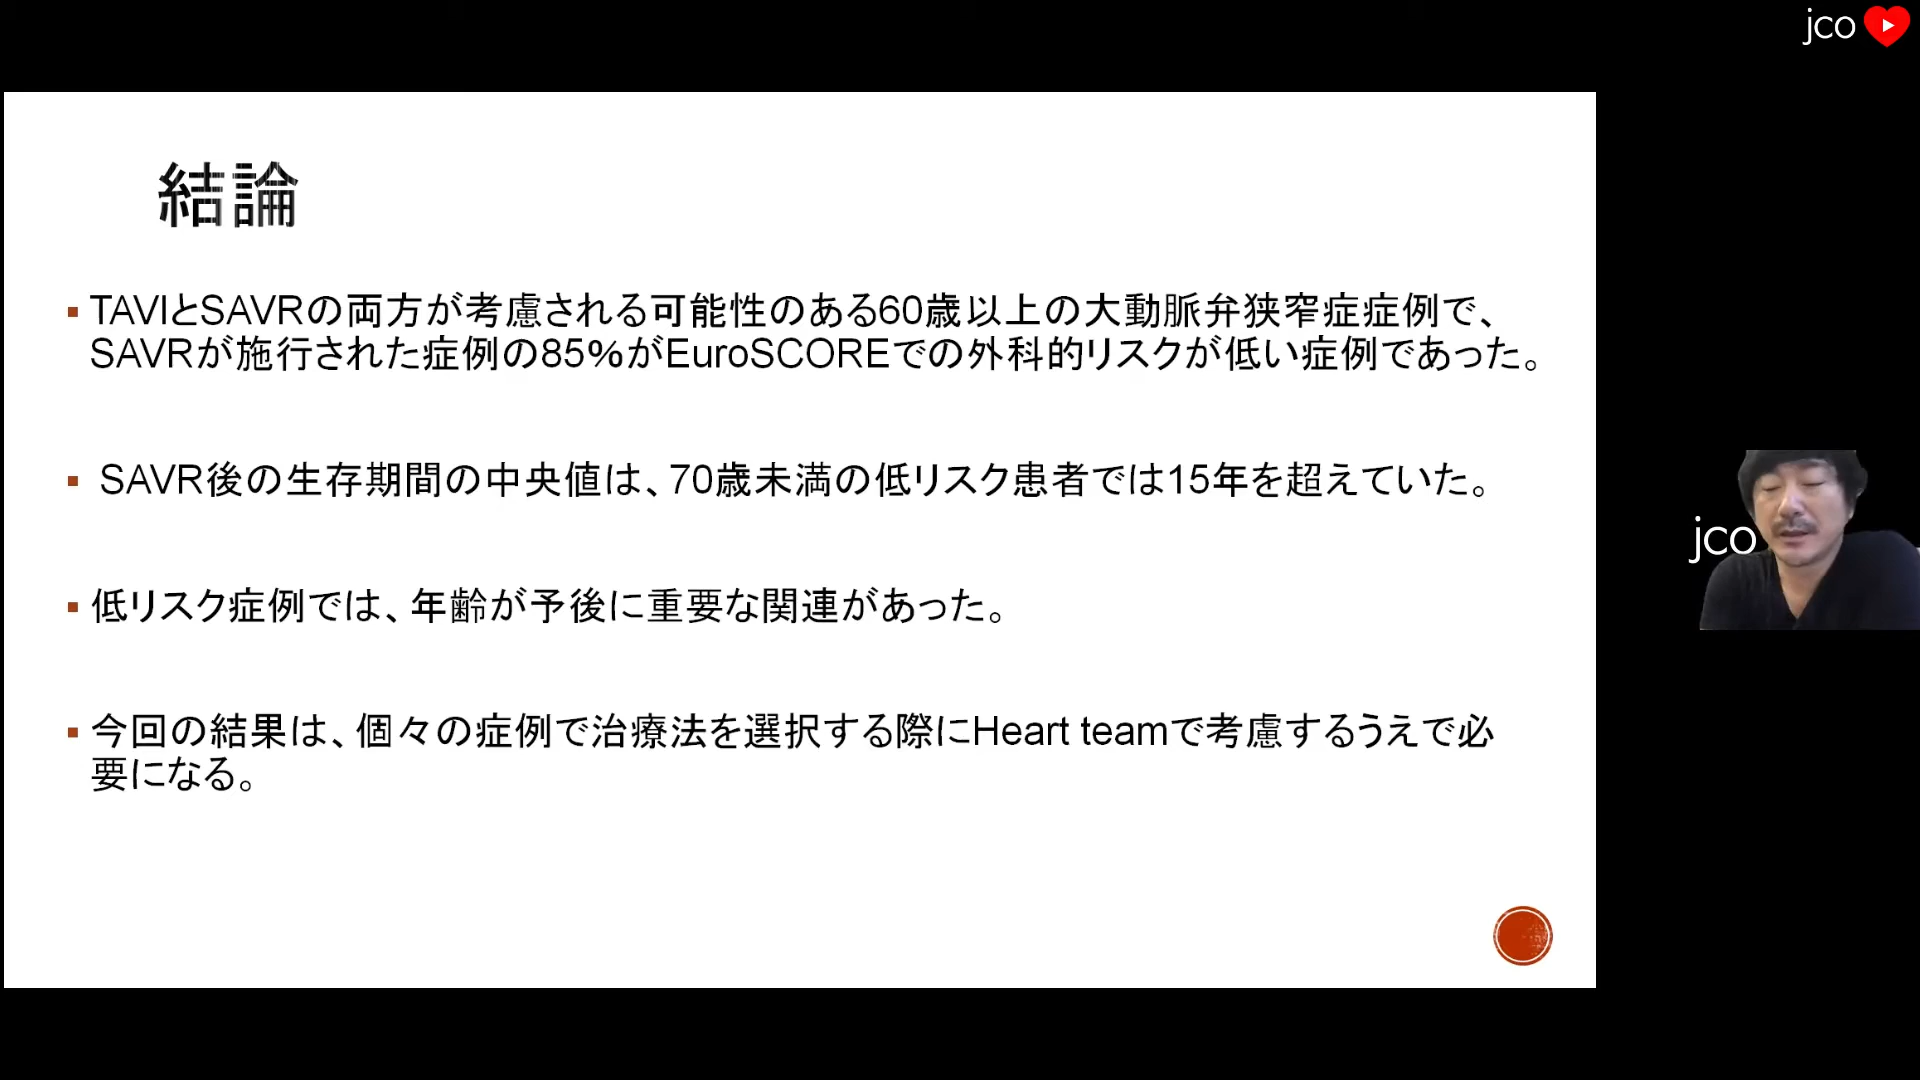 jco
結論
TAVIとSAVRの両方が考慮される可能性のある60歳以上の大動脈弁狭窄症症例で、
SAVRが施行された症例の85%がEuroSCOREでの外科的リスクが低い症例であった。
SAVR後の生存期間の中央値は、70歳未満の低リスク患者では15年を超えていた。
低リスク症例では、年齢が予後に重要な関連があった。
今回の結果は、個々の症例で治療法を選択する際にHeart teamで考慮するうえで必
要になる。
jco